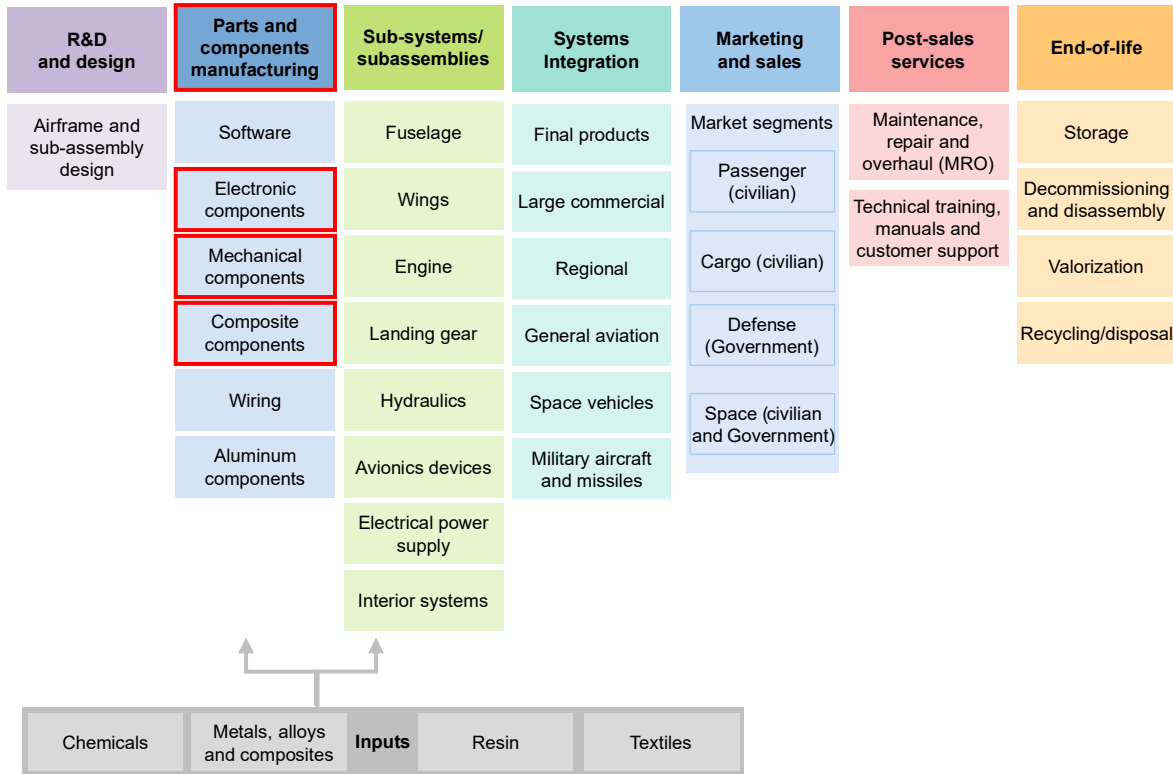 R&D
and design
Parts and
components
manufacturing
Sub-systems/
subassemblies
Systems
Integration
Marketing
and sales
Post-sales
services
End-of-life
Airframe and
sub-assembly
design
Software
Electronic
components
Mechanical
components
Composite
components
Wiring
Aluminum
components
Fuselage
Wings
Engine
Landing gear
Hydraulics
Avionics devices
Electrical power
supply
Interior systems
Final products
Large commercial
Regional
General aviation
Space vehicles
Military aircraft
and missiles
Market segments
Passenger
(civilian)
Cargo (civilian)
Defense
(Government)
Space (civilian
and Government)
Maintenance,
repair and
overhaul (MRO)
Technical training,
manuals and
customer support
Storage
Decommissioning
and disassembly
Valorization
Recycling/disposal
Chemicals
Metals, alloys
and composites
Inputs
Resin
Textiles